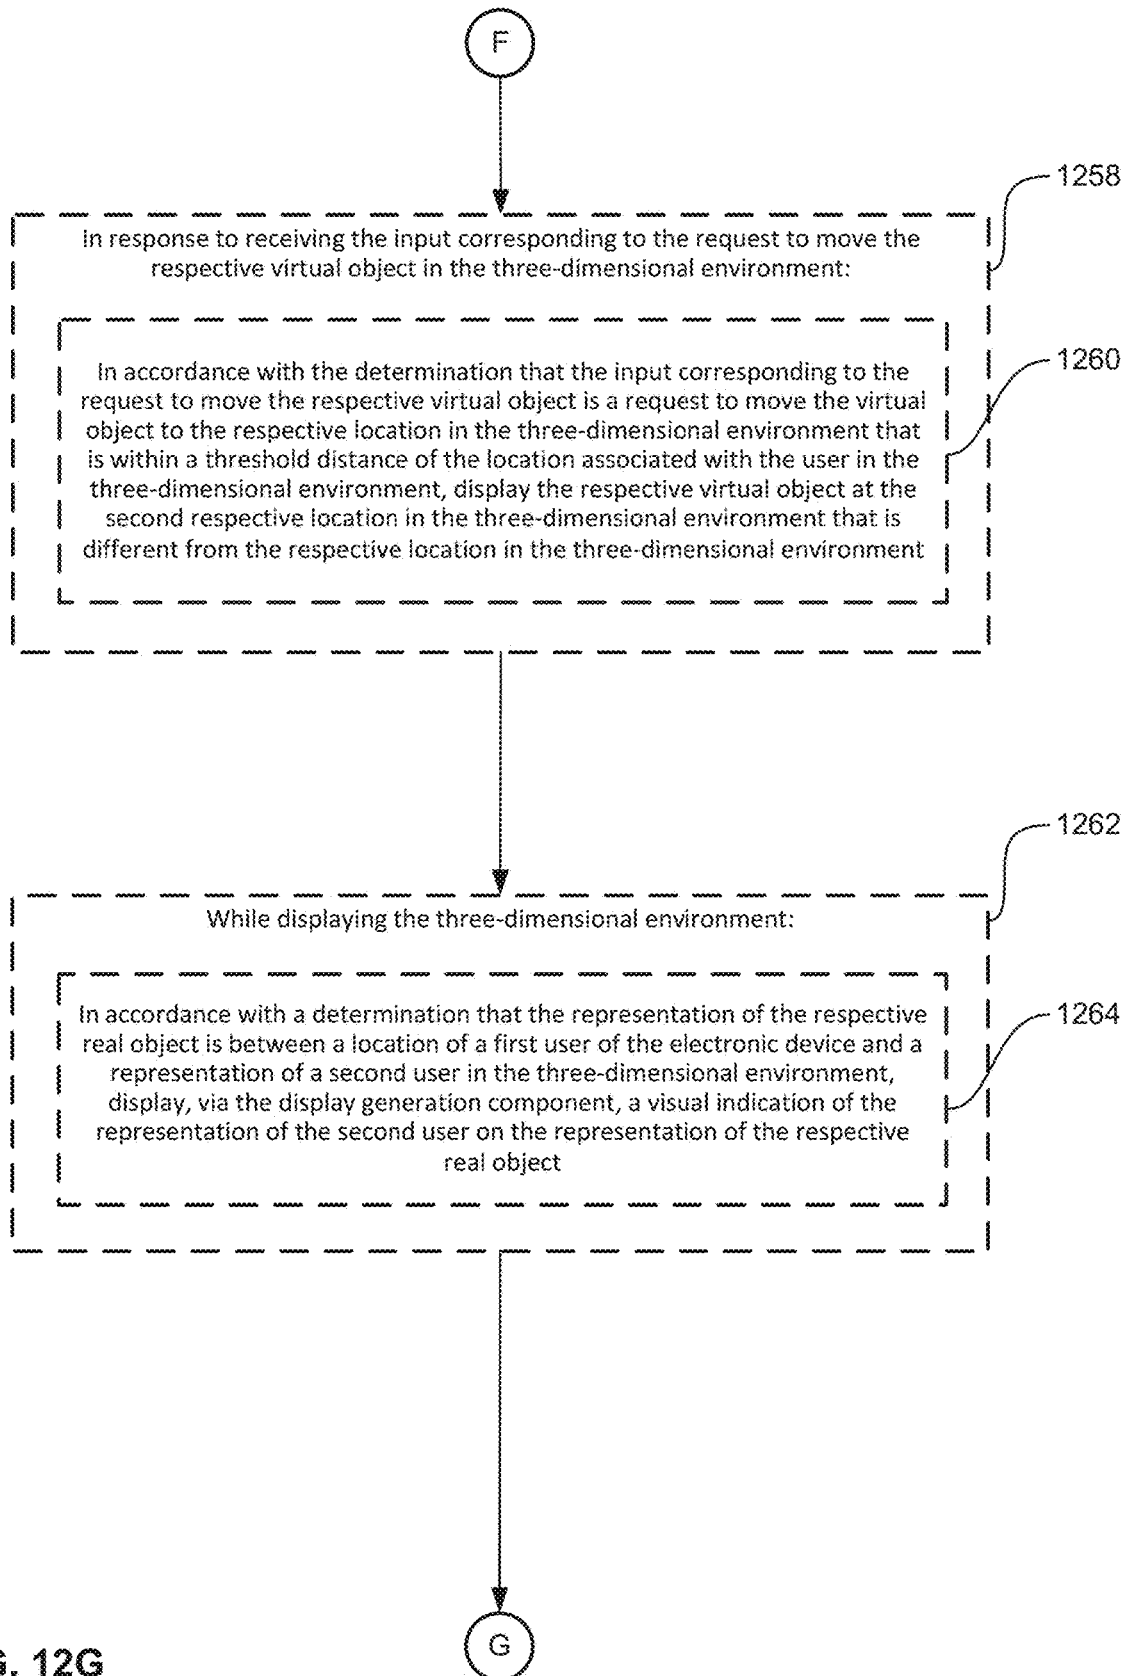 F
1258
In response to receiving the input corresponding to the request to move the
respective virtual object in the three-dimensional environment:
1260
In accordance with the determination that the input corresponding to the
request to move the respective virtual object is a request to move the virtual
object to the respective location in the three-dimensional environment that
is within a threshold distance of the location associated with the user in the
three-dimensional environment, display the respective virtual object at the
second respective location in the three-dimensional environment that is
different from the respective location in the three-dimensional environment
1262
While displaying the three-dimensional environment:
1264
In accordance with a determination that the representation of the respective
real object is between a location of a first user of the electronic device and a
representation of a second user in the three-dimensional environment,
display, via the display generation component, a visual indication of the
representation of the second user on the representation of the respective
real object
G
12G